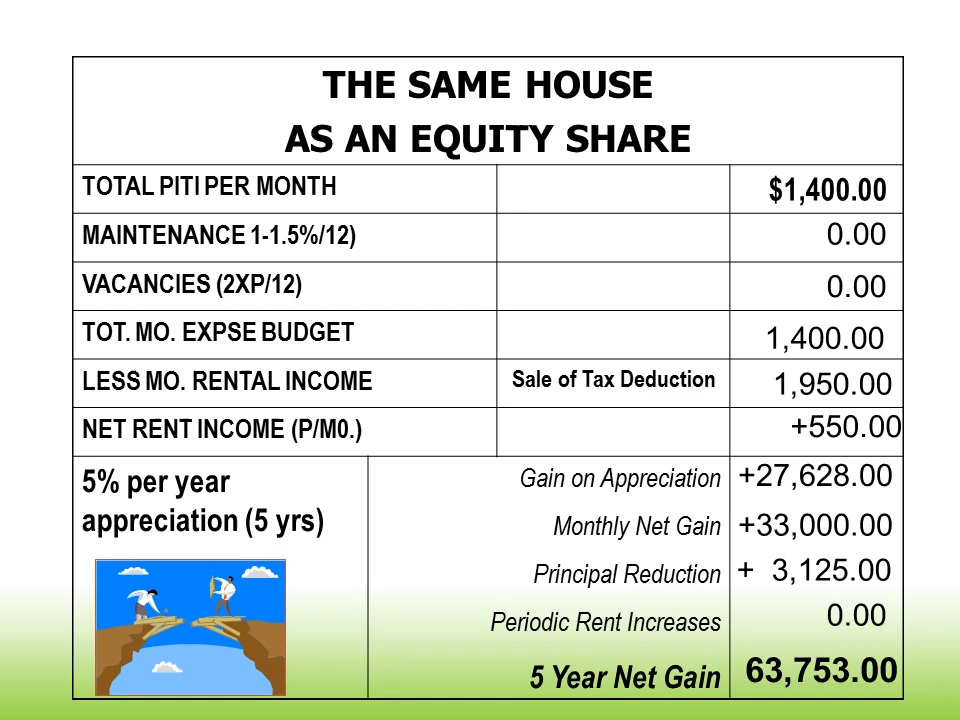 THE SAME HOUSE
AS AN EQUITY SHARE
TOTAL PITI PER MONTH $1,400.00
MAINTENANCE 1-1.5%/12) 0.00
VACANCIES (2XP/12) 0.00
TOT. MO. EXPSE BUDGET 1,400.00
LESS MO. RENTAL INCOME Sale of Tax Deduction 1,950.00
NET RENT INCOME (P/M0.) +550.00
5% per year
appreciation (5 yrs)
Gain on Appreciation +27,628.00
Monthly Net Gain +33,000.00
Principal Reduction + 3,125.00
Periodic Rent Increases 0.00
5 Year Net Gain 63,753.00